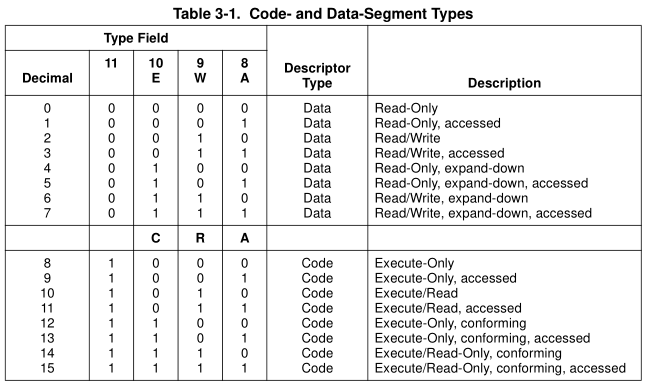 Table 3-1. Code- and Data-Segment Types
Type Field Descriptor Type Description
Decimal 11 10 E 9 W 8 A
0 0 0 0 0 Data Read-Only
1 0 0 0 1 Data Read-Only, accessed
2 0 0 1 0 Data Read/Write
3 0 0 1 1 Data Read/Write, accessed
4 0 1 0 0 Data Read-Only, expand-down
5 0 1 0 1 Data Read-Only, expand-down, accessed
6 0 1 1 0 Data Read/Write, expand-down
7 0 1 1 1 Data Read/Write, expand-down, accessed
C R A
8 1 0 0 0 Code Execute-Only
9 1 0 0 1 Code Execute-Only, accessed
10 1 0 1 0 Code Execute/Read
11 1 0 1 1 Code Execute/Read, accessed
12 1 1 0 0 Code Execute-Only, conforming
13 1 1 0 1 Code Execute-Only, conforming, accessed
14 1 1 1 0 Code Execute/Read-Only, conforming
15 1 1 1 1 Code Execute/Read-Only, conforming, accessed